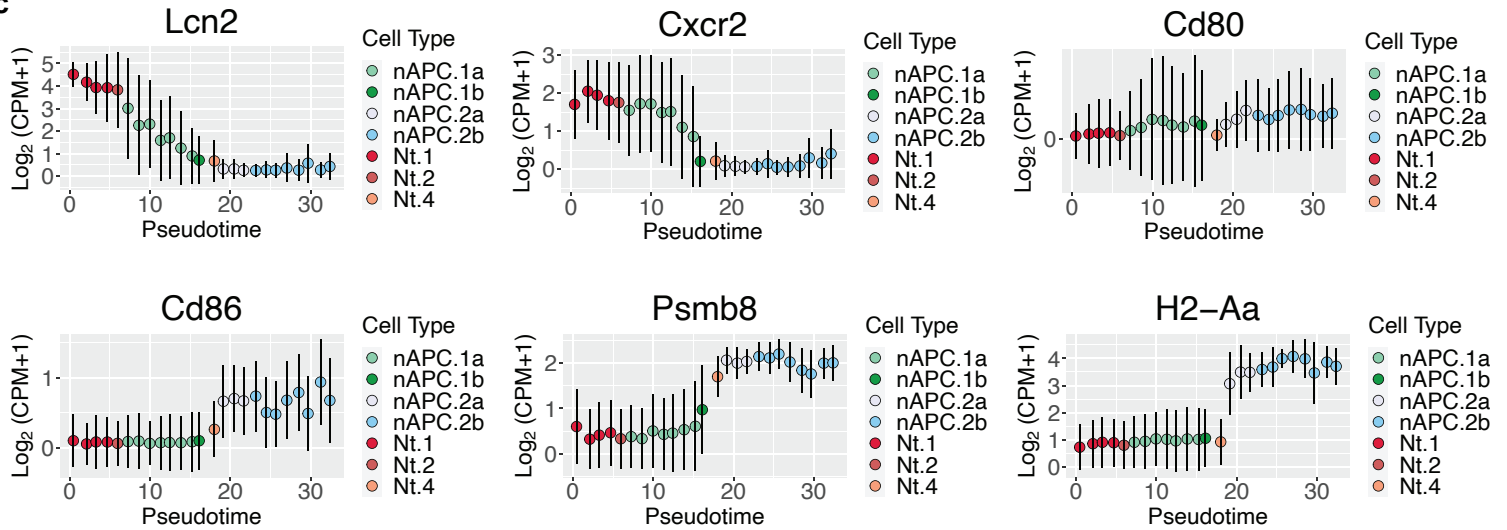 c
Lcn2
Log2 (CPM+1)
5
4
3
2
1
0
0
10
20
30
Pseudotime
Cell Type
nAPC.1a
nAPC.1b
nAPC.2a
nAPC.2b
Nt.1
Nt.2
Nt.4
Cxcr2
Log2 (CPM+1)
3
2
1
0
0
10
20
30
Pseudotime
Cell Type
nAPC.1a
nAPC.1b
nAPC.2a
nAPC.2b
Nt.1
Nt.2
Nt.4
Cd80
Log2 (CPM+1)
0
0
10
20
30
Pseudotime
Cell Type
nAPC.1a
nAPC.1b
nAPC.2a
nAPC.2b
Nt.1
Nt.2
Nt.4
Cd86
Log2 (CPM+1)
1
0
0
10
20
30
Pseudotime
Cell Type
nAPC.1a
nAPC.1b
nAPC.2a
nAPC.2b
Nt.1
Nt.2
Nt.4
Psmb8
Log2 (CPM+1)
2
1
0
0
10
20
30
Pseudotime
Cell Type
nAPC.1a
nAPC.1b
nAPC.2a
nAPC.2b
Nt.1
Nt.2
Nt.4
H2−Aa
Log2 (CPM+1)
4
3
2
1
0
0
10
20
30
Pseudotime
Cell Type
nAPC.1a
nAPC.1b
nAPC.2a
nAPC.2b
Nt.1
Nt.2
Nt.4